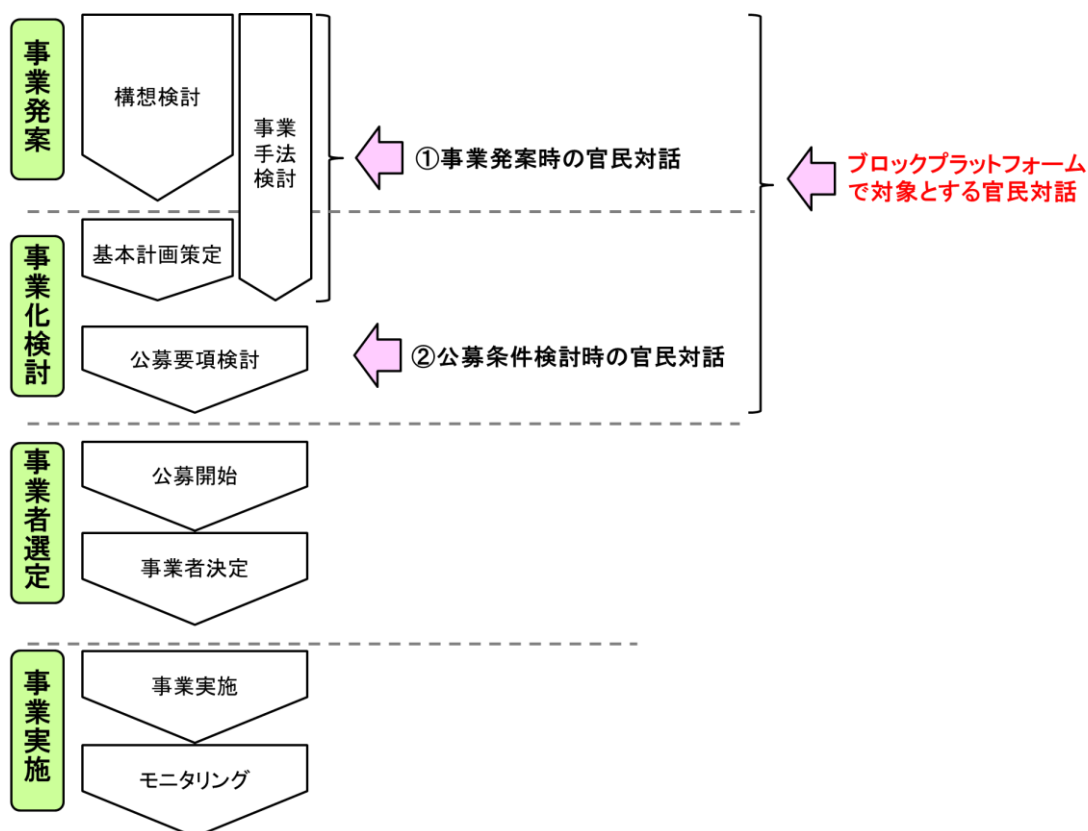 事業発案
構想検討
事業
手法
検討
①事業発案時の官民対話
ブロックプラットフォーム
で対象とする官民対話
事業化検討
基本計画策定
公募要項検討
②公募条件検討時の官民対話
事業者選定
公募開始
事業者決定
事業実施
事業実施
モニタリング